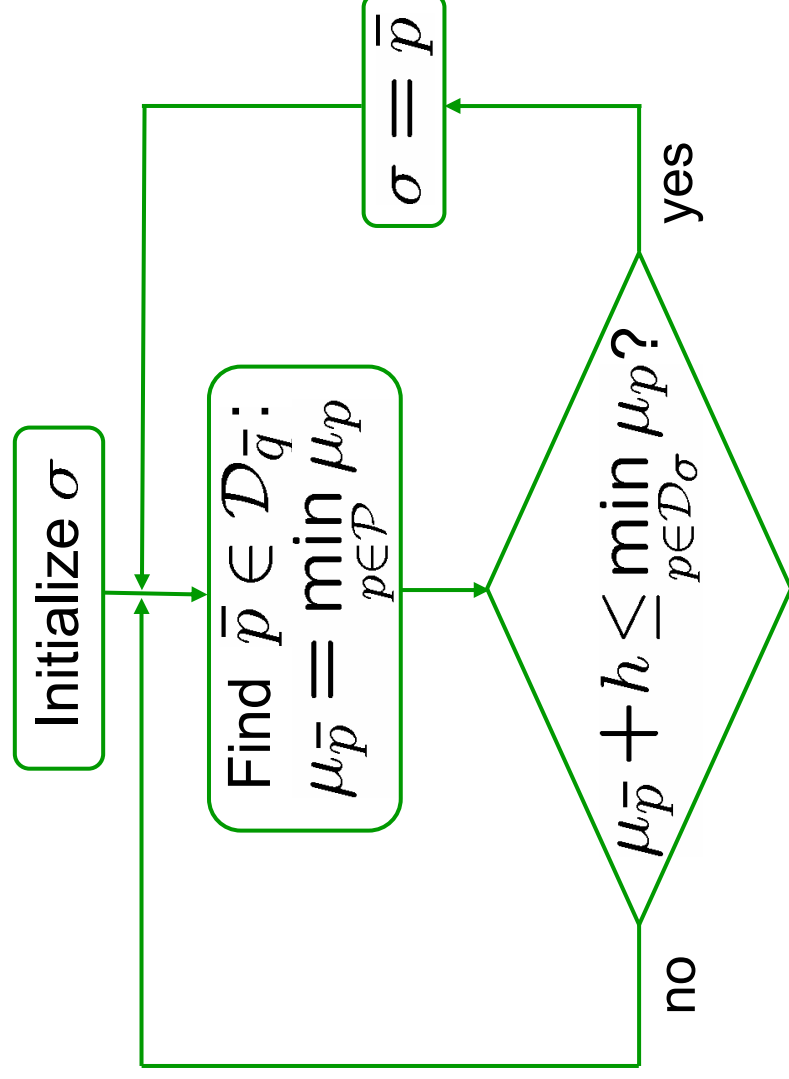 Initialize σ
Find p̄ ∈ 𝒟_q̄:
μ_p̄ = min_{p∈𝒫} μ_p
μ_p̄ + h ≤ min_{p∈𝒟_σ} μ_p?
no
yes
σ = p̄